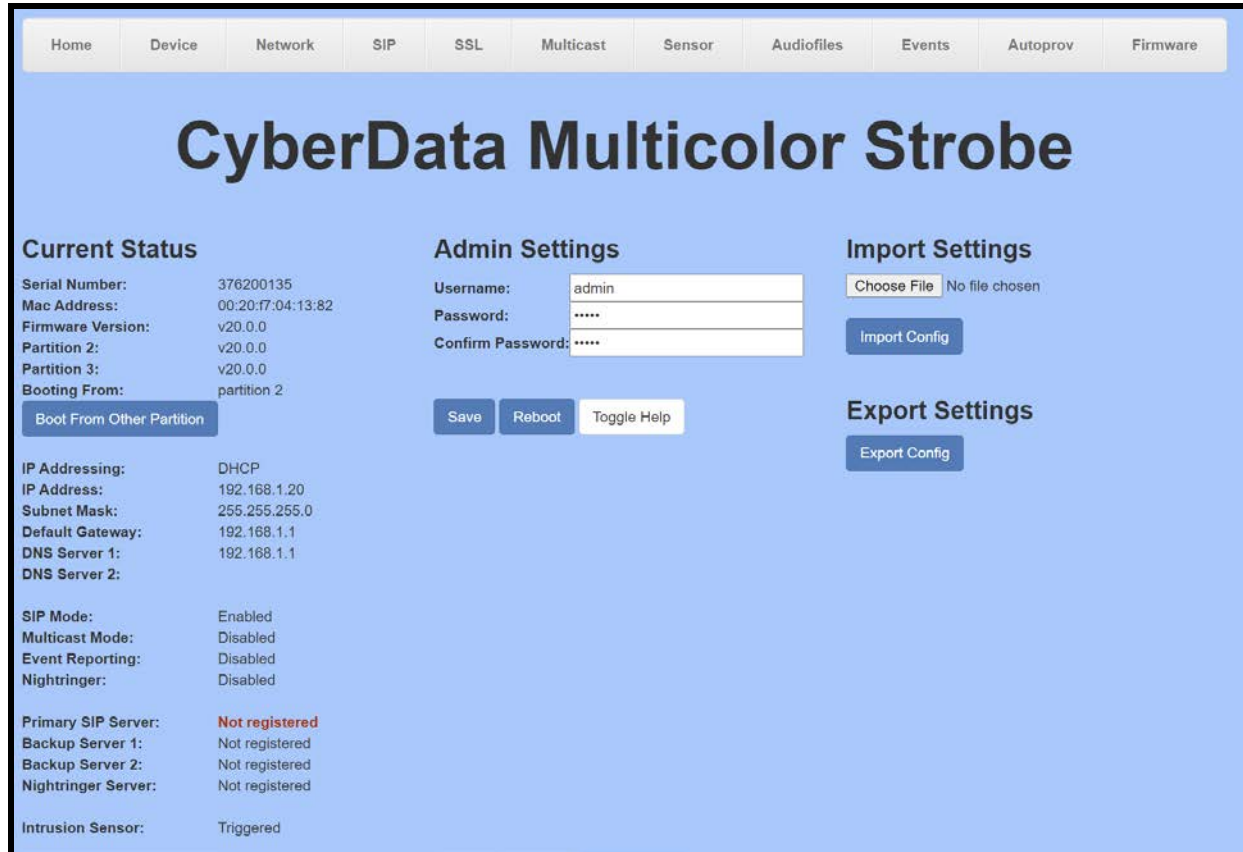 Home Device Network SIP SSL Multicast Sensor Audiofiles Events Autoprov Firmware
CyberData Multicolor Strobe
Current Status
Serial Number: 376200135
Mac Address: 00:20:f7:04:13:82
Firmware Version: v20.0.0
Partition 2: v20.0.0
Partition 3: v20.0.0
Booting From: partition 2
Boot From Other Partition
IP Addressing: DHCP
IP Address: 192.168.1.20
Subnet Mask: 255.255.255.0
Default Gateway: 192.168.1.1
DNS Server 1: 192.168.1.1
DNS Server 2:
SIP Mode: Enabled
Multicast Mode: Disabled
Event Reporting: Disabled
Nightringer: Disabled
Primary SIP Server: Not registered
Backup Server 1: Not registered
Backup Server 2: Not registered
Nightringer Server: Not registered
Intrusion Sensor: Triggered
Admin Settings
Username: admin
Password: •••••
Confirm Password: •••••
Save Reboot Toggle Help
Import Settings
Choose File No file chosen
Import Config
Export Settings
Export Config